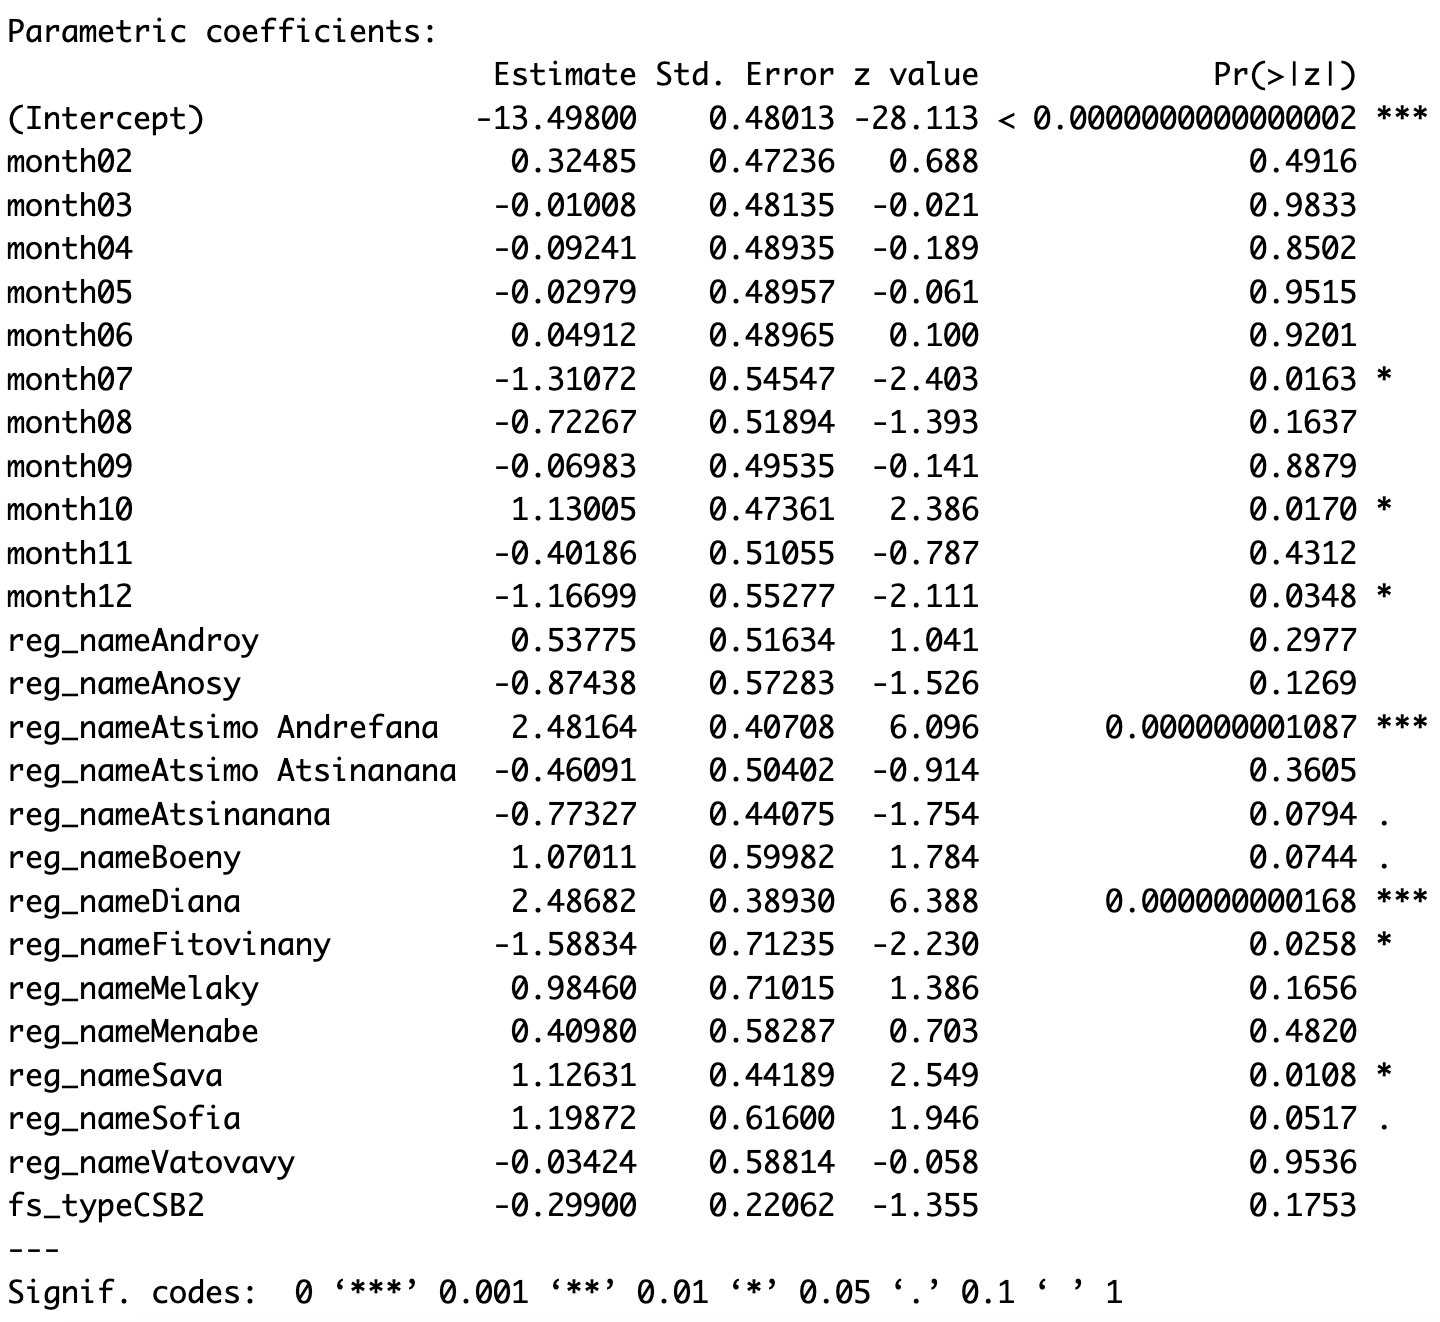 Parametric coefficients:
                           Estimate Std. Error z value             Pr(>|z|)
(Intercept)               -13.49800    0.48013 -28.113 < 0.0000000000000002 ***
month02                     0.32485    0.47236   0.688               0.4916
month03                    -0.01008    0.48135  -0.021               0.9833
month04                    -0.09241    0.48935  -0.189               0.8502
month05                    -0.02979    0.48957  -0.061               0.9515
month06                     0.04912    0.48965   0.100               0.9201
month07                    -1.31072    0.54547  -2.403               0.0163 *
month08                    -0.72267    0.51894  -1.393               0.1637
month09                    -0.06983    0.49535  -0.141               0.8879
month10                     1.13005    0.47361   2.386               0.0170 *
month11                    -0.40186    0.51055  -0.787               0.4312
month12                    -1.16699    0.55277  -2.111               0.0348 *
reg_nameAndroy              0.53775    0.51634   1.041               0.2977
reg_nameAnosy              -0.87438    0.57283  -1.526               0.1269
reg_nameAtsimo Andrefana    2.48164    0.40708   6.096       0.000000001087 ***
reg_nameAtsimo Atsinanana  -0.46091    0.50402  -0.914               0.3605
reg_nameAtsinanana         -0.77327    0.44075  -1.754               0.0794 .
reg_nameBoeny               1.07011    0.59982   1.784               0.0744 .
reg_nameDiana               2.48682    0.38930   6.388       0.000000000168 ***
reg_nameFitovinany         -1.58834    0.71235  -2.230               0.0258 *
reg_nameMelaky              0.98460    0.71015   1.386               0.1656
reg_nameMenabe              0.40980    0.58287   0.703               0.4820
reg_nameSava                1.12631    0.44189   2.549               0.0108 *
reg_nameSofia               1.19872    0.61600   1.946               0.0517 .
reg_nameVatovavy           -0.03424    0.58814  -0.058               0.9536
fs_typeCSB2                -0.29900    0.22062  -1.355               0.1753
---
Signif. codes:  0 ‘***’ 0.001 ‘**’ 0.01 ‘*’ 0.05 ‘.’ 0.1 ‘ ’ 1